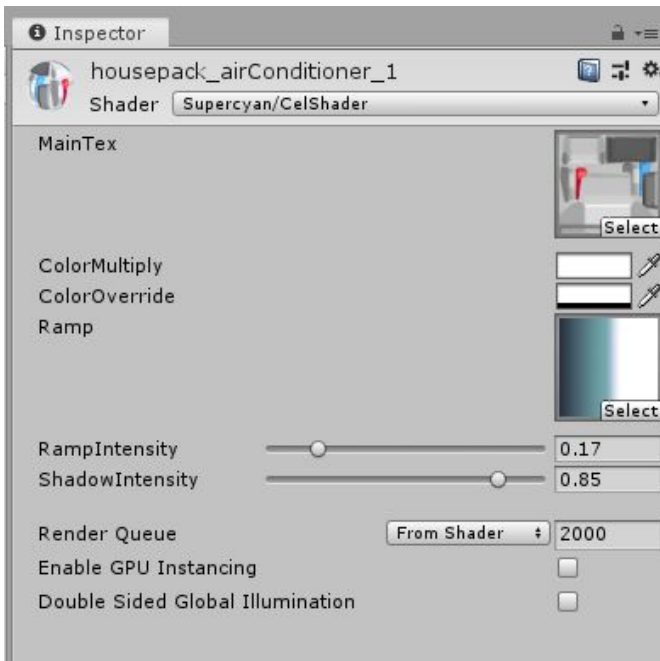 Inspector
housepack_airConditioner_1
Shader Supercyan/CelShader
MainTex
Select
ColorMultiply
ColorOverride
Ramp
Select
RampIntensity 0.17
ShadowIntensity 0.85
Render Queue From Shader 2000
Enable GPU Instancing
Double Sided Global Illumination